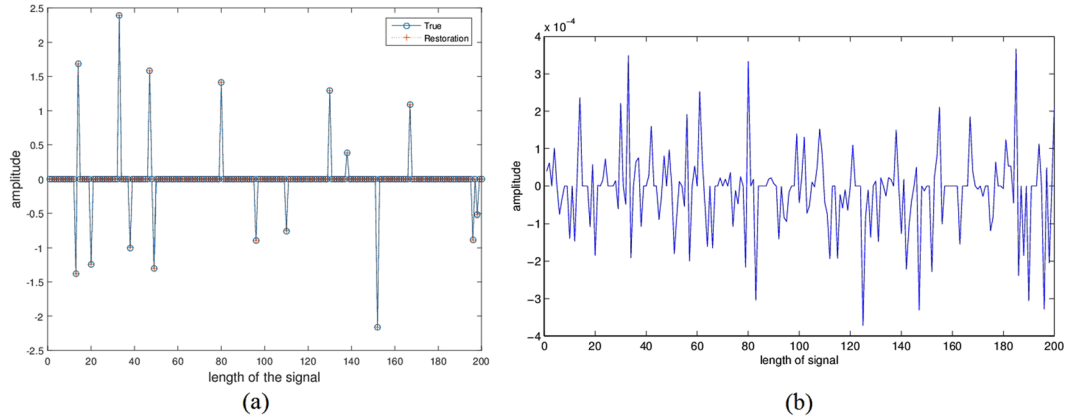 2.5
2
1.5
1
0.5
0
-0.5
-1
-1.5
-2
-2.5
amplitude
0 20 40 60 80 100 120 140 160 180 200
length of the signal
True
Restoration
(a)
x 10⁻⁴
4
3
2
1
0
−1
−2
−3
−4
amplitude
0 20 40 60 80 100 120 140 160 180 200
length of signal
(b)